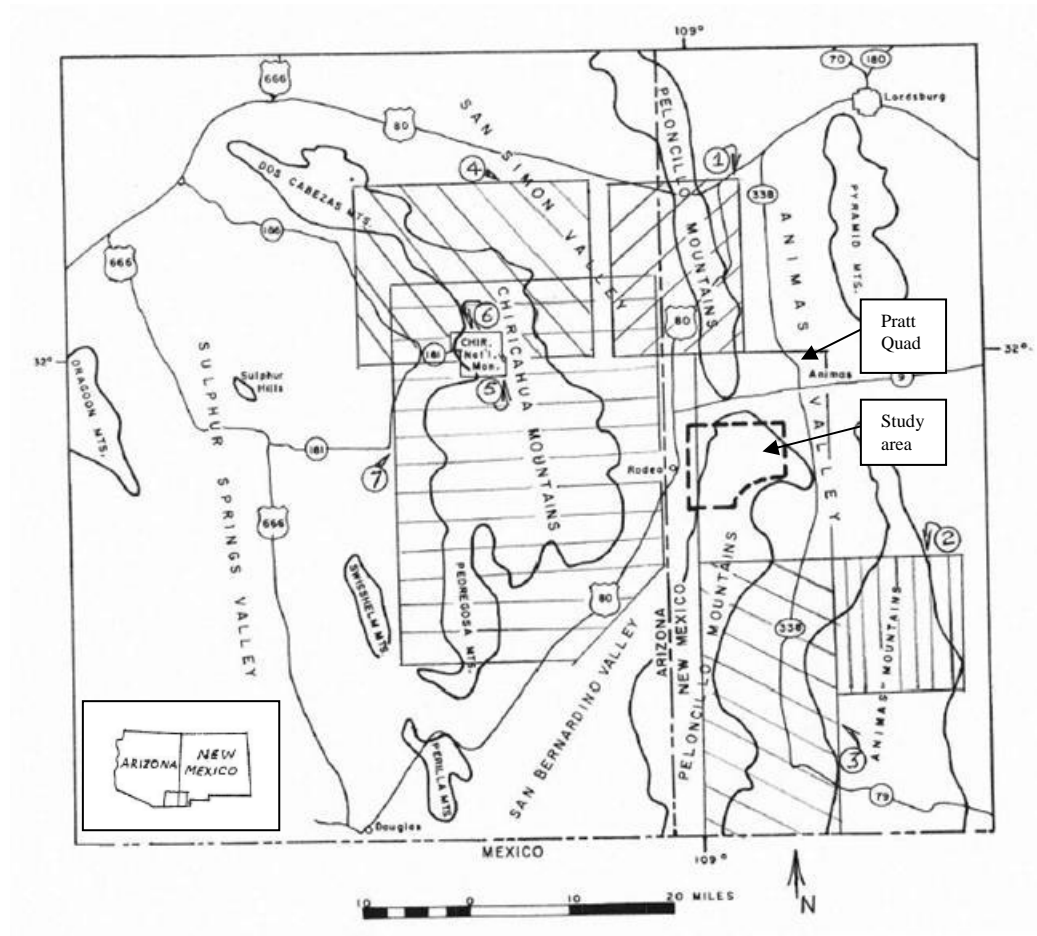 109°
666
70
180
Lordsburg
80
SAN SIMON VALLEY
PELONCILLO MOUNTAINS
1
4
338
DOS CABEZAS MTS.
186
666
ANIMAS VALLEY
PYRAMID MTS.
6
CHIRICAHUA MOUNTAINS
80
Pratt
Quad
32°
181
CHIR.
Nat'l.
Mon.
32°
Animas
9
DRAGOON MTS.
SULPHUR SPRINGS VALLEY
Sulphur
Hills
5
Study
area
181
7
Rodeo
666
2
SWISSHELM MTS.
PEDREGOSA MTS.
80
ARIZONA
NEW MEXICO
PELONCILLO MOUNTAINS
338
ANIMAS MOUNTAINS
SAN BERNARDINO VALLEY
ARIZONA
NEW
MEXICO
PERILLA MTS
3
79
Douglas
MEXICO
109°
10 0 10 20 MILES
N